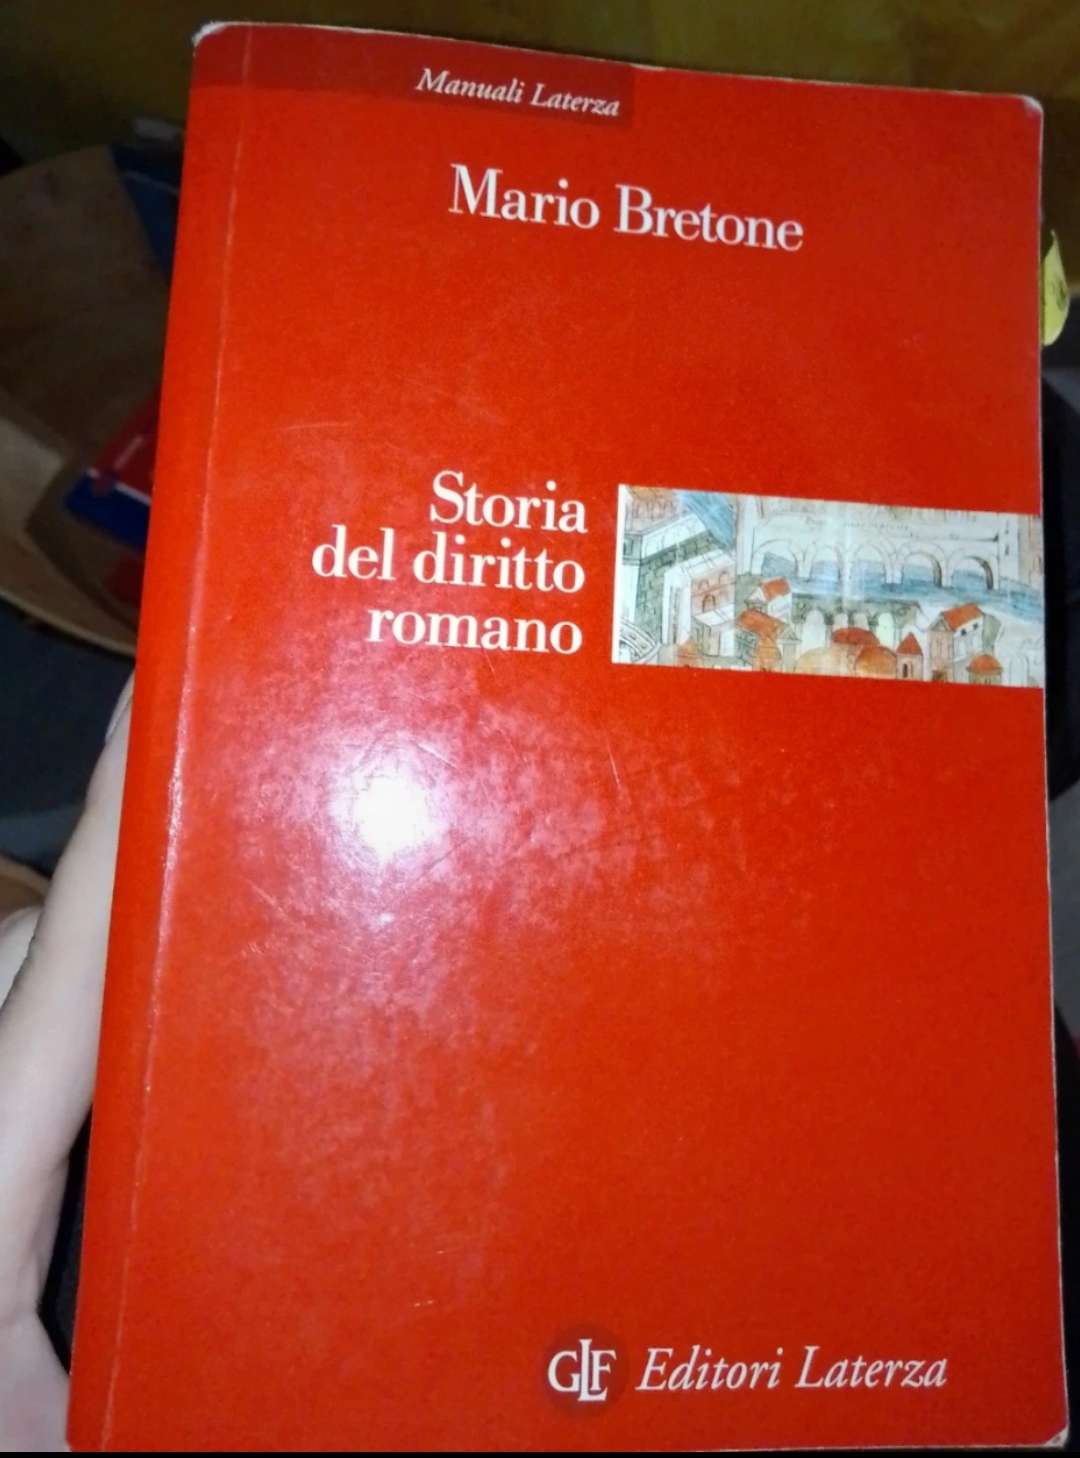 Manuali Laterza
Mario Bretone
Storia
del diritto
romano
GLF Editori Laterza